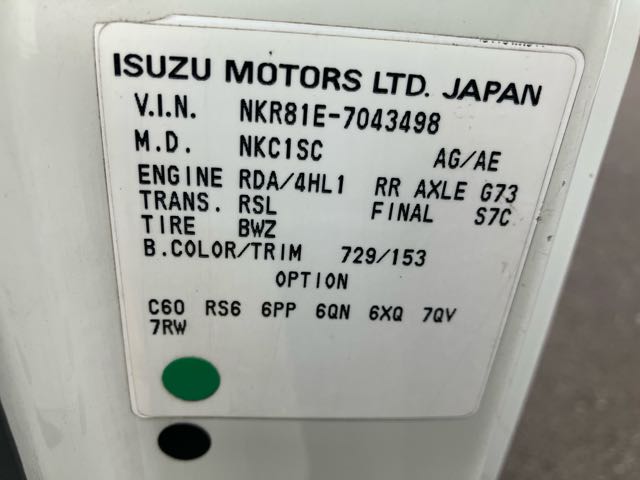 ISUZU MOTORS LTD. JAPAN
V.I.N. NKR81E-7043498
M.D. NKC1SC AG/AE
ENGINE RDA/4HL1 RR AXLE G73
TRANS. RSL FINAL S7C
TIRE BWZ
B.COLOR/TRIM 729/153
OPTION
C60 RS6 6PP 6QN 6XQ 7QV
7RW